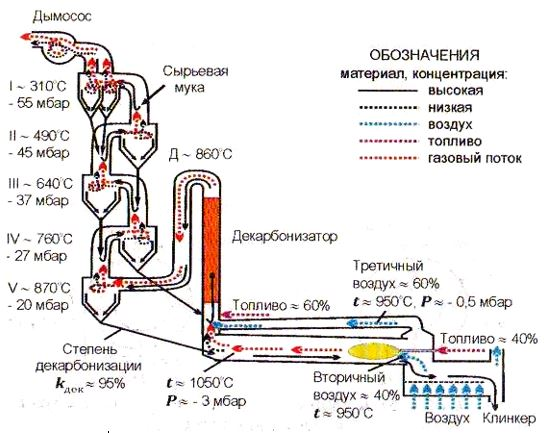 Дымосос
ОБОЗНАЧЕНИЯ
материал, концентрация:
высокая
низкая
воздух
топливо
газовый поток
I ~ 310°С
- 55 мбар
Сырьевая
мука
II ~ 490°С
- 45 мбар
Д ~ 860°С
III ~ 640°С
- 37 мбар
IV ~ 760°С
- 27 мбар
Декарбонизатор
V ~ 870°С
- 20 мбар
Третичный
воздух ≈ 60%
t ≈ 950°С, P ≈ - 0,5 мбар
Топливо ≈ 60%
Топливо ≈ 40%
Степень
декарбонизации
kдек ≈ 95%
t ≈ 1050°С
P ≈ - 3 мбар
Вторичный
воздух ≈ 40%
t ≈ 950°С
Воздух
Клинкер